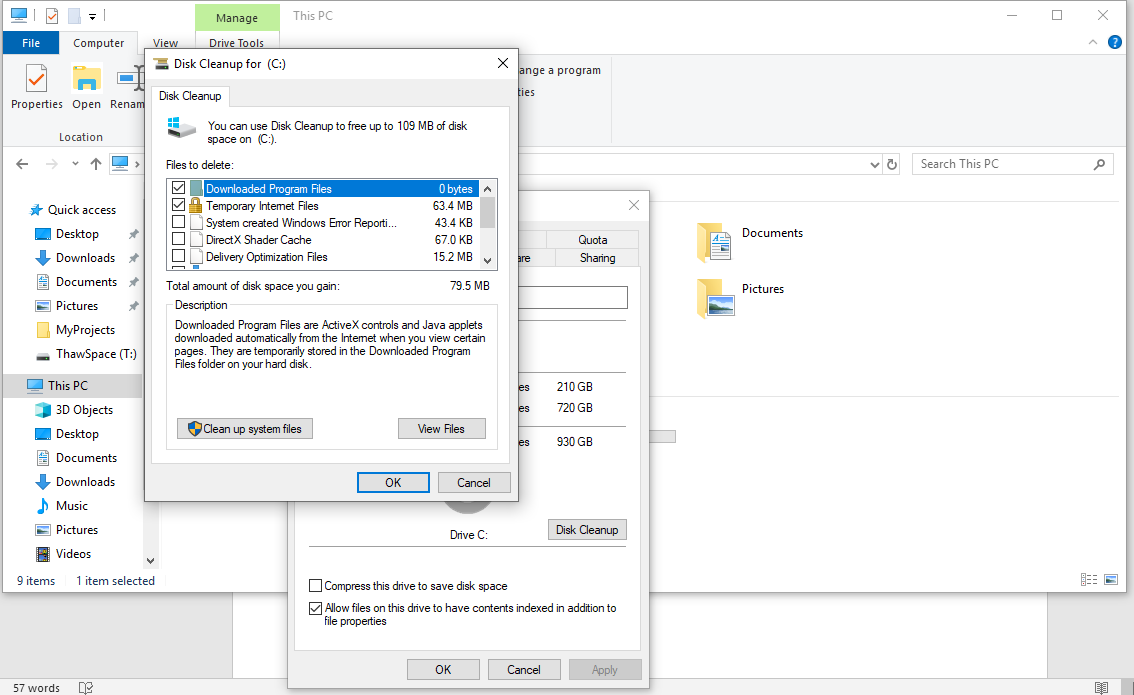 Manage
This PC
File
Computer
View
Drive Tools
Properties
Open
Renam
Location
ange a program
ties
Search This PC
Disk Cleanup for (C:)
Disk Cleanup
You can use Disk Cleanup to free up to 109 MB of disk
space on (C:).
Files to delete:
Downloaded Program Files 0 bytes
Temporary Internet Files 63.4 MB
System created Windows Error Reporti... 43.4 KB
DirectX Shader Cache 67.0 KB
Delivery Optimization Files 15.2 MB
Total amount of disk space you gain: 79.5 MB
Description
Downloaded Program Files are ActiveX controls and Java applets
downloaded automatically from the Internet when you view certain
pages. They are temporarily stored in the Downloaded Program
Files folder on your hard disk.
Clean up system files
View Files
OK
Cancel
Quick access
Desktop
Downloads
Documents
Pictures
MyProjects
ThawSpace (T:)
This PC
3D Objects
Desktop
Documents
Downloads
Music
Pictures
Videos
9 items
1 item selected
Quota
are
Sharing
es 210 GB
es 720 GB
es 930 GB
Drive C:
Disk Cleanup
Compress this drive to save disk space
Allow files on this drive to have contents indexed in addition to
file properties
OK
Cancel
Apply
Documents
Pictures
57 words